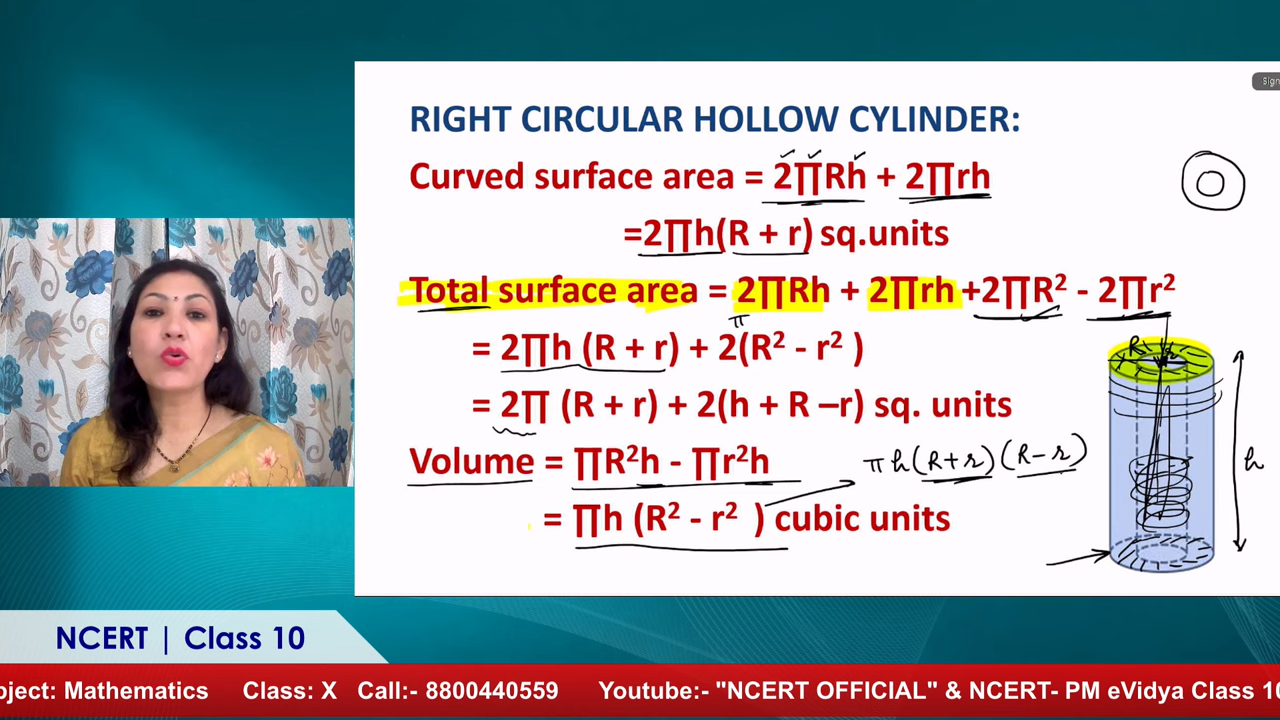 Sign
RIGHT CIRCULAR HOLLOW CYLINDER:
Curved surface area = 2∏Rh + 2∏rh
=2∏h(R + r) sq.units
Total surface area = 2∏Rh + 2∏rh +2∏R² - 2∏r²
π
= 2∏h (R + r) + 2(R² - r² )
= 2∏ (R + r) + 2(h + R –r) sq. units
Volume = ∏R²h - ∏r²h
πh(R+r)(R-r)
= ∏h (R² - r² ) cubic units
R r
h
NCERT | Class 10
bject: Mathematics Class: X Call:- 8800440559 Youtube:- "NCERT OFFICIAL" & NCERT- PM eVidya Class 10